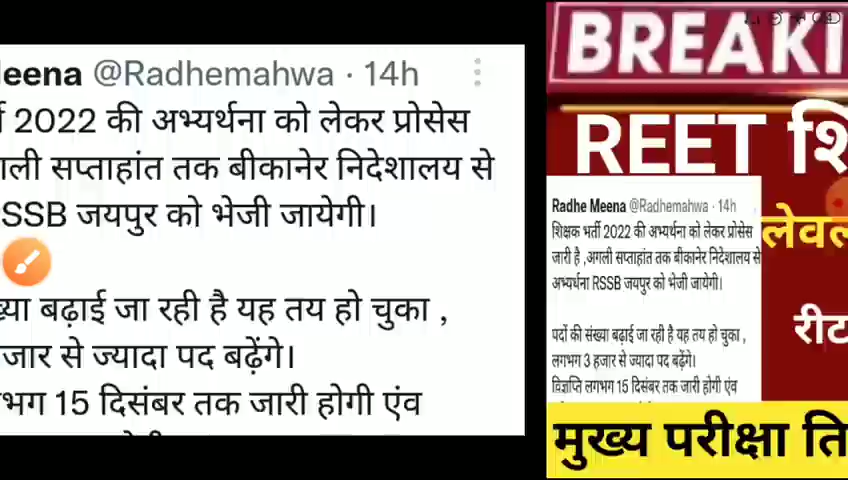 eena @Radhemahwa · 14h
2022 की अभ्यर्थना को लेकर प्रोसेस
ली सप्ताहांत तक बीकानेर निदेशालय से
SSB जयपुर को भेजी जायेगी।
ख्या बढ़ाई जा रही है यह तय हो चुका ,
जार से ज्यादा पद बढ़ेंगे।
भग 15 दिसंबर तक जारी होगी एंव
BREAKI
REET शि
Radhe Meena @Radhemahwa · 14h
शिक्षक भर्ती 2022 की अभ्यर्थना को लेकर प्रोसेस
जारी है ,अगली सप्ताहांत तक बीकानेर निदेशालय से
अभ्यर्थना RSSB जयपुर को भेजी जायेगी।
पदों की संख्या बढ़ाई जा रही है यह तय हो चुका ,
लगभग 3 हजार से ज्यादा पद बढ़ेंगे।
विज्ञप्ति लगभग 15 दिसंबर तक जारी होगी एंव
लेवल
रीट
मुख्य परीक्षा ति